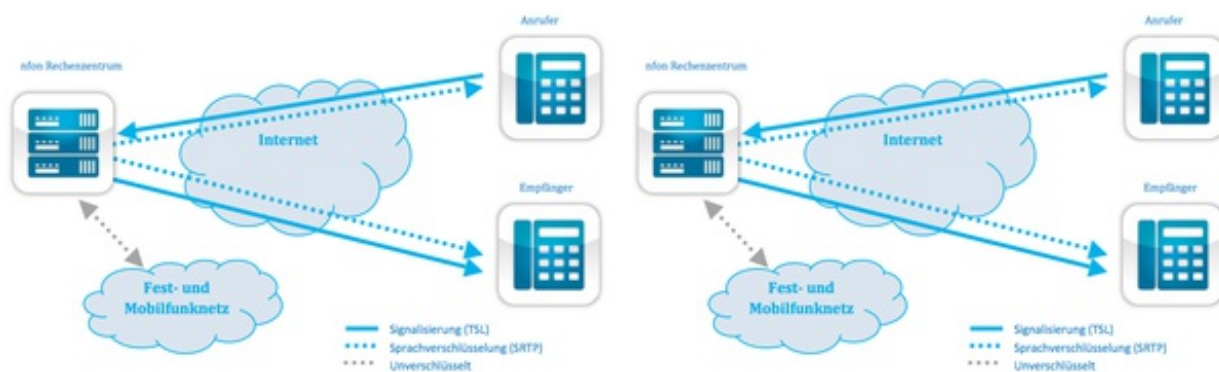 Anrufer
nfon Rechenzentrum
Internet
Empfänger
Fest- und
Mobilfunknetz
Signalisierung (TSL)
Sprachverschlüsselung (SRTP)
Unverschlüsselt
Anrufer
nfon Rechenzentrum
Internet
Empfänger
Fest- und
Mobilfunknetz
Signalisierung (TSL)
Sprachverschlüsselung (SRTP)
Unverschlüsselt